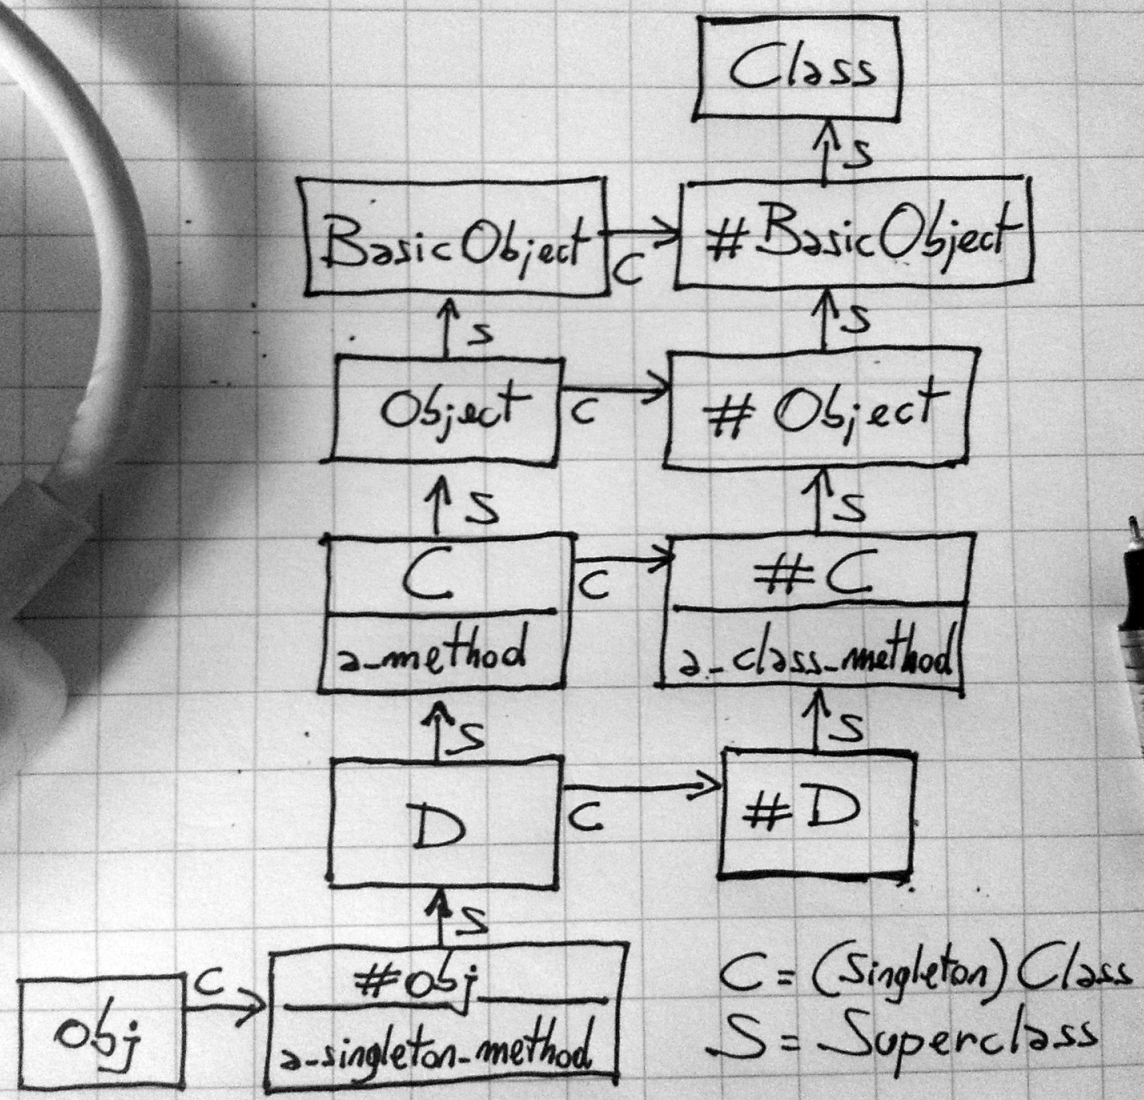 Class
S
BasicObject
C
#BasicObject
S
S
Object
C
# Object
S
S
C
C
#C
a_method
a_class_method
S
S
D
C
#D
S
obj
C
#obj
a_singleton_method
C = (Singleton) Class
S = Superclass